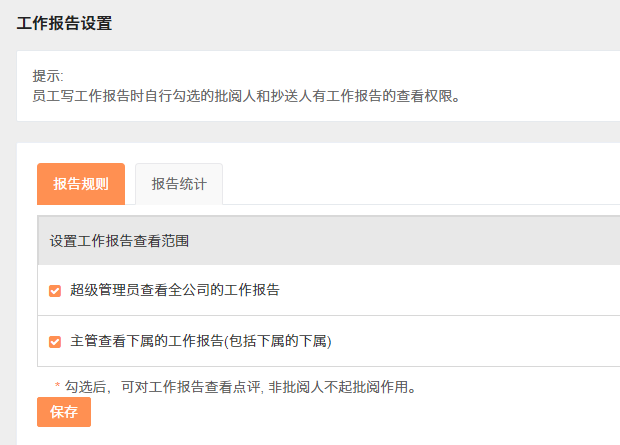 工作报告设置
提示:
员工写工作报告时自行勾选的批阅人和抄送人有工作报告的查看权限。
报告规则
报告统计
设置工作报告查看范围
超级管理员查看全公司的工作报告
主管查看下属的工作报告(包括下属的下属)
* 勾选后，可对工作报告查看点评, 非批阅人不起批阅作用。
保存